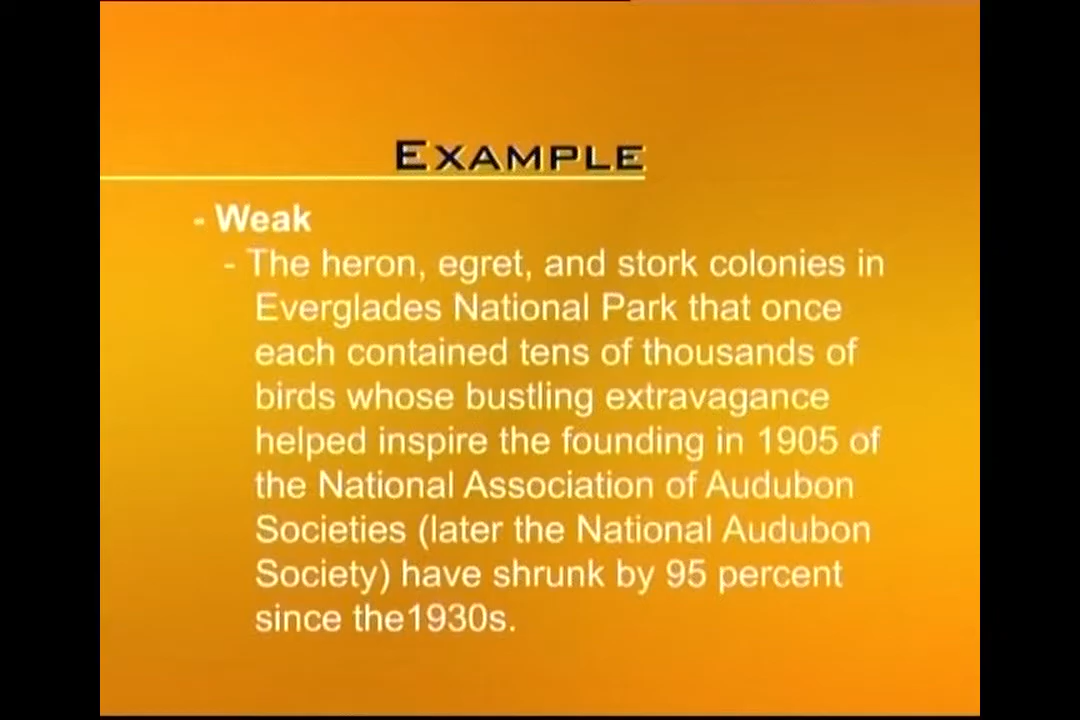 EXAMPLE
- Weak
- The heron, egret, and stork colonies in
Everglades National Park that once
each contained tens of thousands of
birds whose bustling extravagance
helped inspire the founding in 1905 of
the National Association of Audubon
Societies (later the National Audubon
Society) have shrunk by 95 percent
since the1930s.